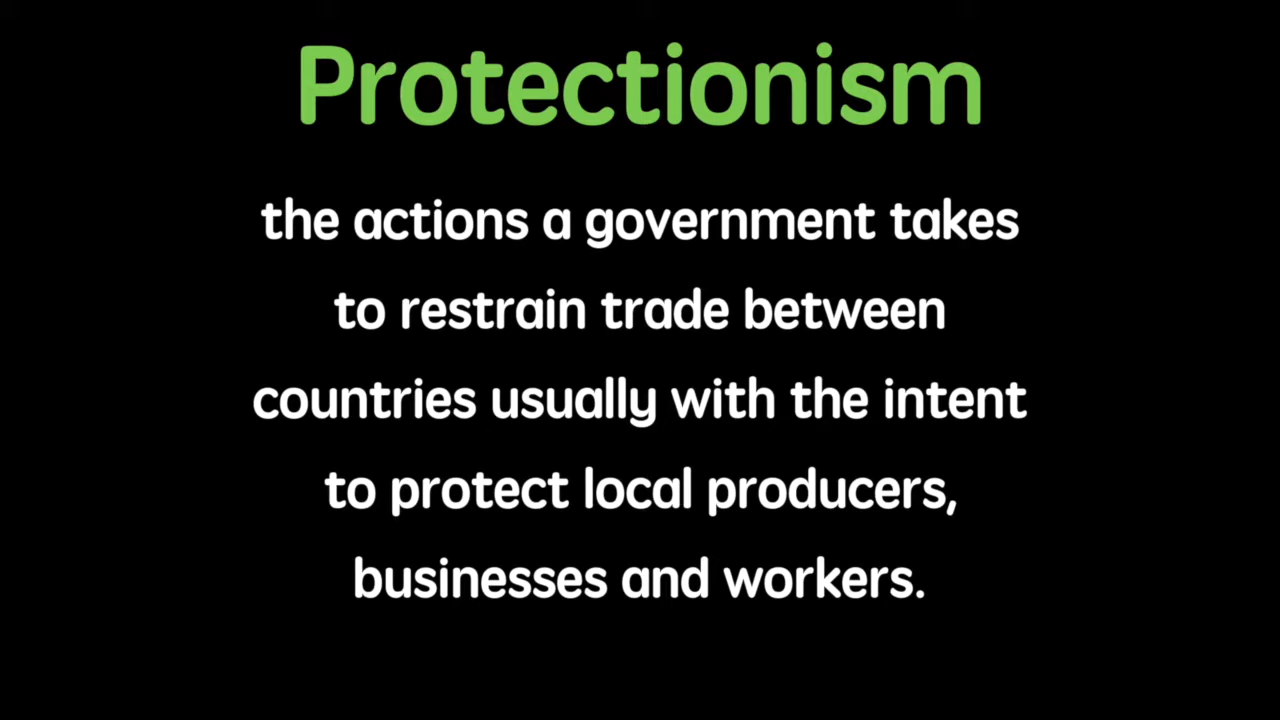 Protectionism
the actions a government takes
to restrain trade between
countries usually with the intent
to protect local producers,
businesses and workers.